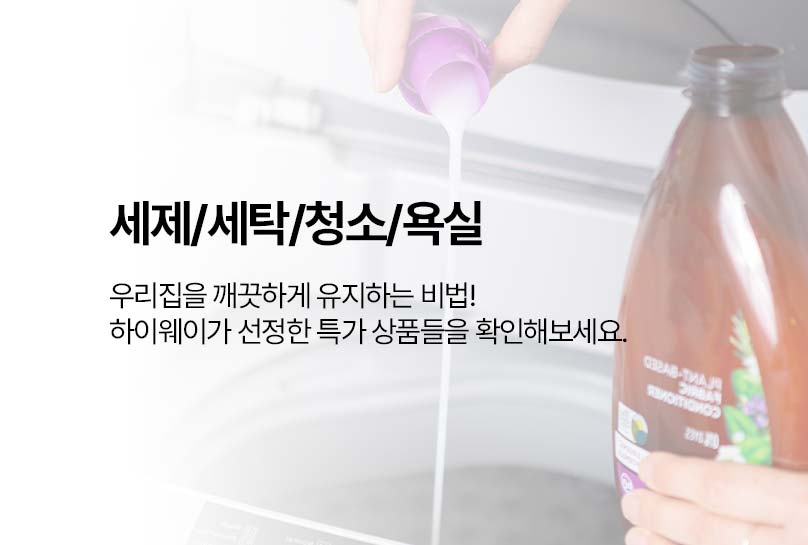 세제/세탁/청소/욕실
우리집을 깨끗하게 유지하는 비법!
하이웨이가 선정한 특가 상품들을 확인해보세요.
PLANT-BASED
FABRIC
CONDITIONER